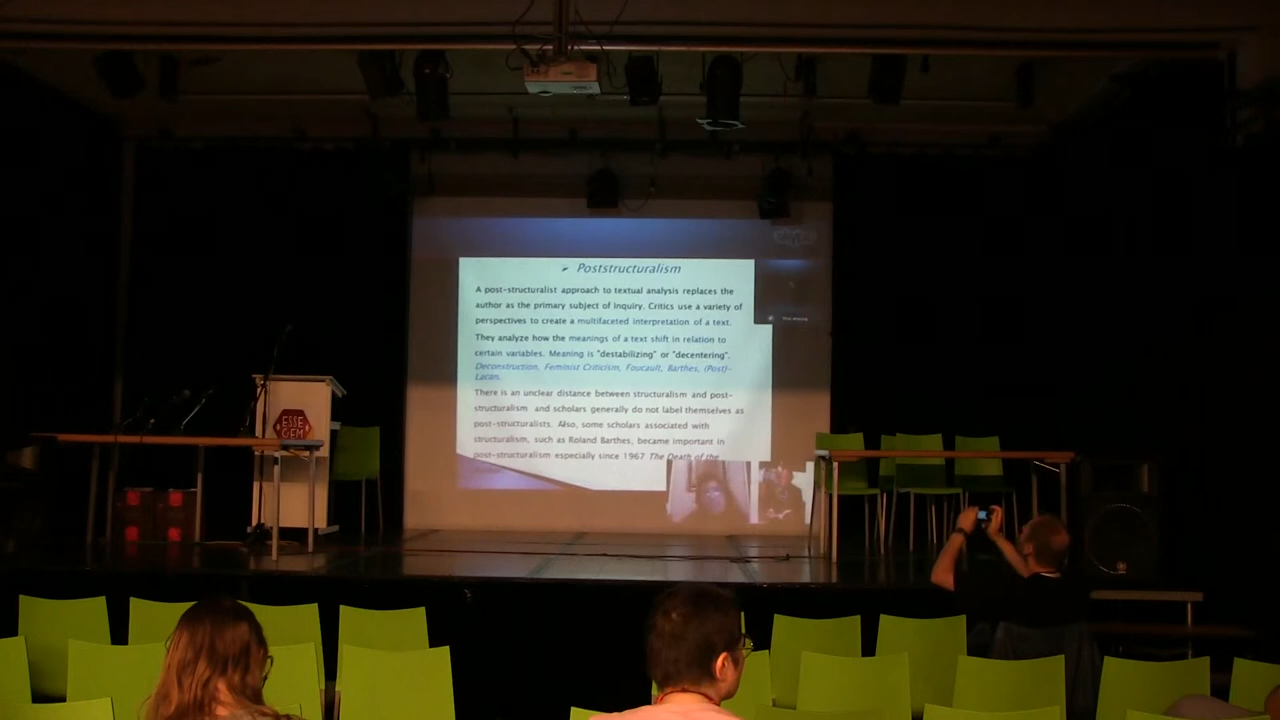 ➢ Poststructuralism
A post-structuralist approach to textual analysis replaces the
author as the primary subject of inquiry. Critics use a variety of
perspectives to create a multifaceted interpretation of a text.
They analyze how the meanings of a text shift in relation to
certain variables. Meaning is "destabilizing" or "decentering".
Deconstruction, Feminist Criticism, Foucault, Barthes, (Post)-
Lacan.
There is an unclear distance between structuralism and post-
structuralism and scholars generally do not label themselves as
post-structuralists. Also, some scholars associated with
structuralism, such as Roland Barthes, became important in
post-structuralism especially since 1967 The Death of the
ESSE